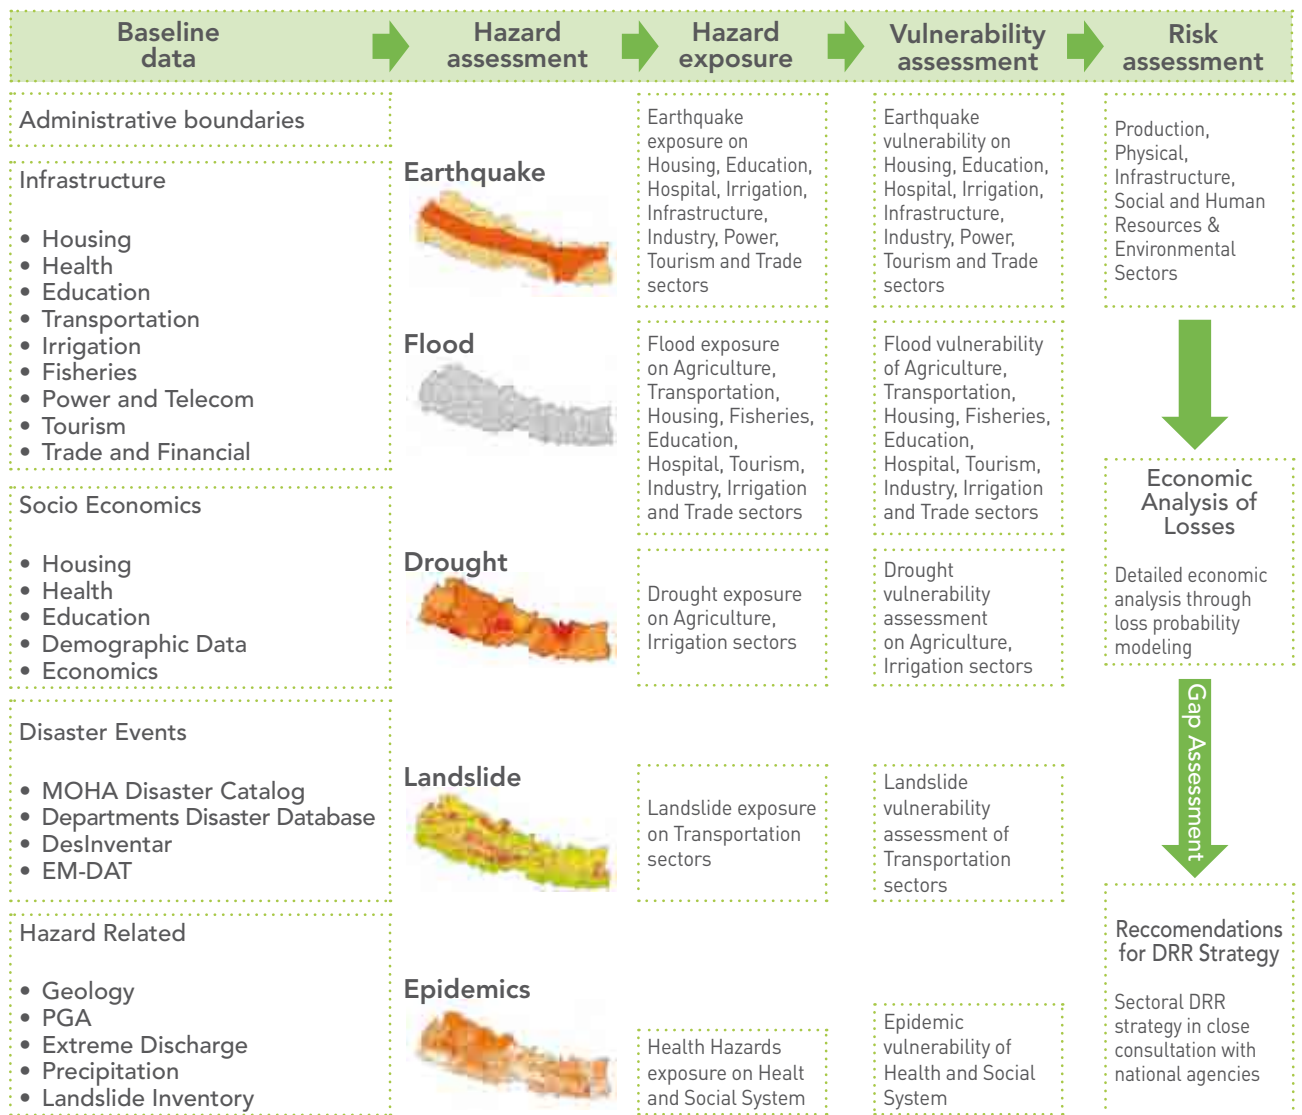 Baseline
data
Hazard
assessment
Hazard
exposure
Vulnerability
assessment
Risk
assessment
Administrative boundaries
Infrastructure
• Housing
• Health
• Education
• Transportation
• Irrigation
• Fisheries
• Power and Telecom
• Tourism
• Trade and Financial
Socio Economics
• Housing
• Health
• Education
• Demographic Data
• Economics
Disaster Events
• MOHA Disaster Catalog
• Departments Disaster Database
• DesInventar
• EM-DAT
Hazard Related
• Geology
• PGA
• Extreme Discharge
• Precipitation
• Landslide Inventory
Earthquake
Flood
Drought
Landslide
Epidemics
Earthquake
exposure on
Housing, Education,
Hospital, Irrigation,
Infrastructure,
Industry, Power,
Tourism and Trade
sectors
Flood exposure
on Agriculture,
Transportation,
Housing, Fisheries,
Education,
Hospital, Tourism,
Industry, Irrigation
and Trade sectors
Drought exposure
on Agriculture,
Irrigation sectors
Landslide exposure
on Transportation
sectors
Health Hazards
exposure on Healt
and Social System
Earthquake
vulnerability on
Housing, Education,
Hospital, Irrigation,
Infrastructure,
Industry, Power,
Tourism and Trade
sectors
Flood vulnerability
of Agriculture,
Transportation,
Housing, Fisheries,
Education,
Hospital, Tourism,
Industry, Irrigation
and Trade sectors
Drought
vulnerability
assessment
on Agriculture,
Irrigation sectors
Landslide
vulnerability
assessment of
Transportation
sectors
Epidemic
vulnerability of
Health and Social
System
Production,
Physical,
Infrastructure,
Social and Human
Resources &
Environmental
Sectors
Economic
Analysis of
Losses
Detailed economic
analysis through
loss probability
modeling
Gap Assessment
Reccomendations
for DRR Strategy
Sectoral DRR
strategy in close
consultation with
national agencies